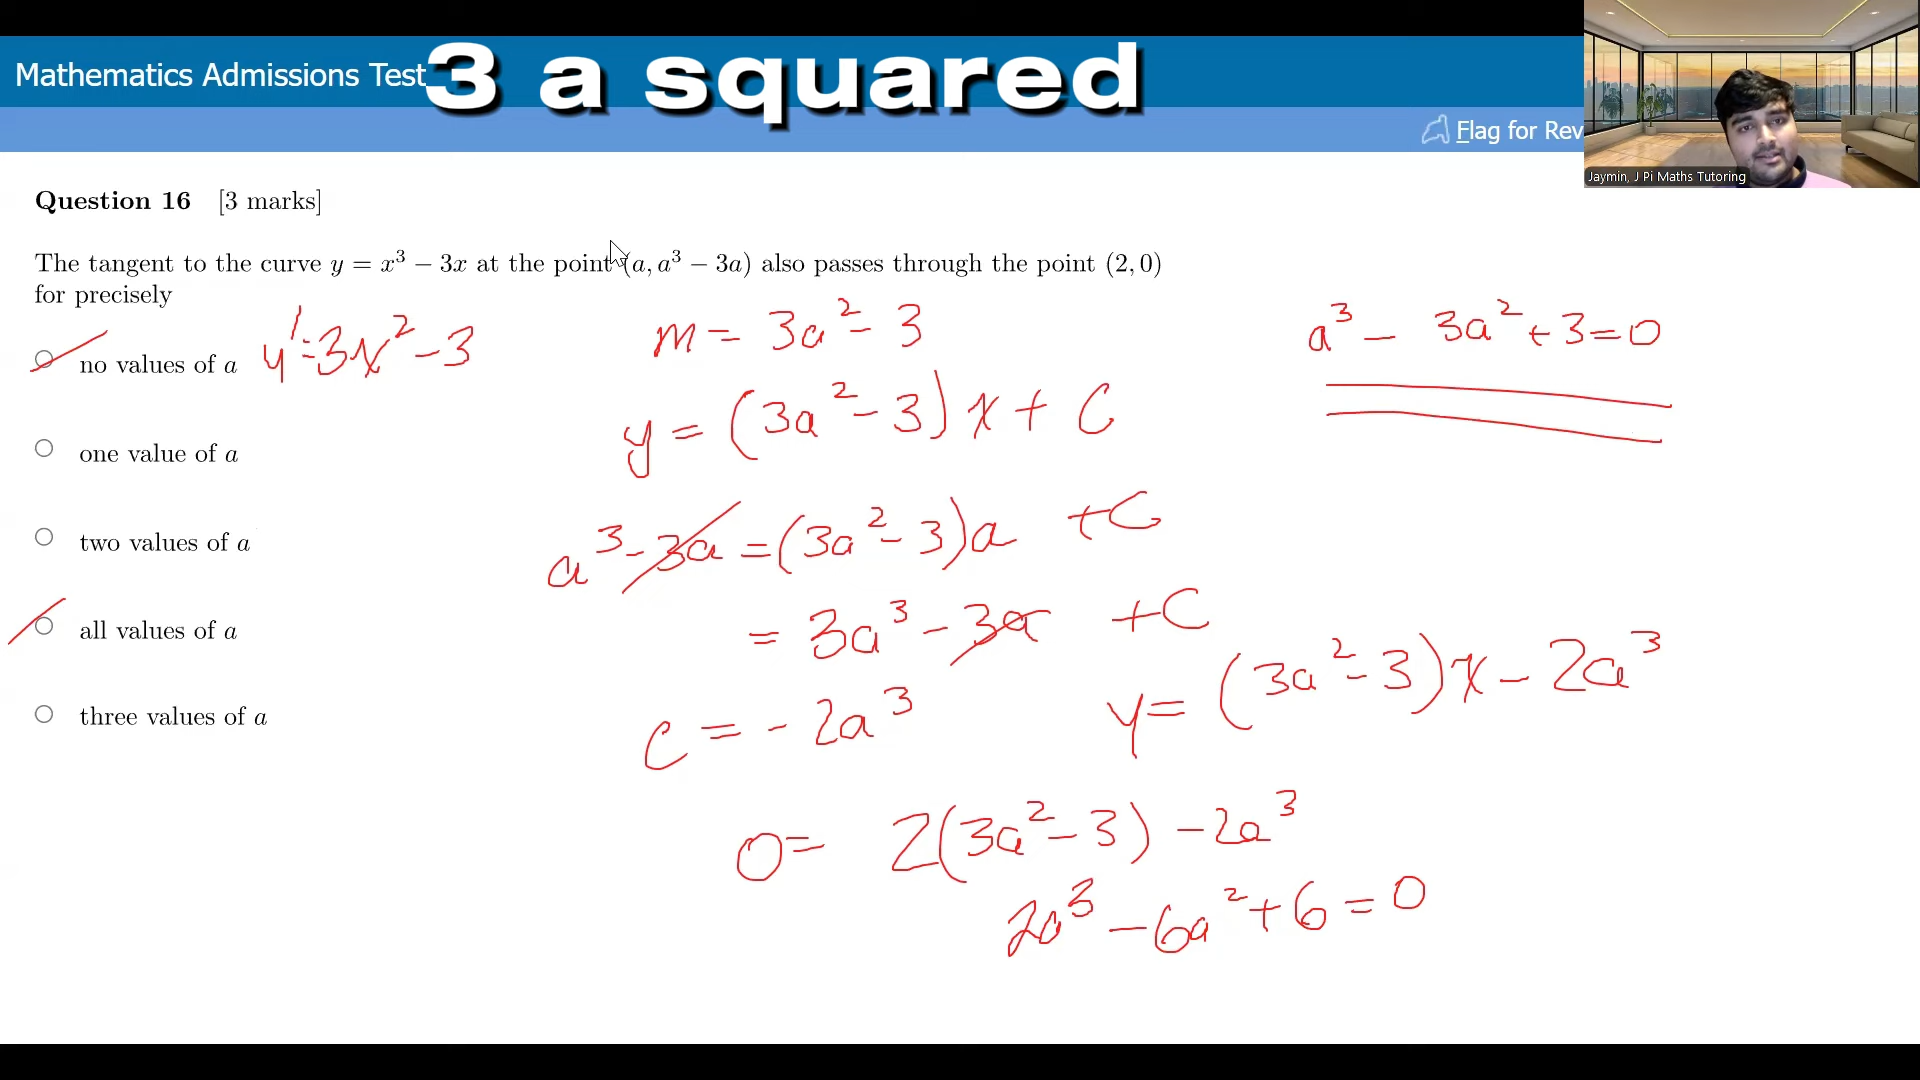 Mathematics Admissions Test
3 a squared
Flag for Rev
Jaymin, J Pi Maths Tutoring
Question 16 [3 marks]
The tangent to the curve y = x³ − 3x at the point (a, a³ − 3a) also passes through the point (2, 0)
for precisely
no values of a
one value of a
two values of a
all values of a
three values of a
y' = 3x² − 3
m = 3a² − 3
y = (3a² − 3)x + C
a³ − 3a = (3a² − 3)a + C
= 3a³ − 3a + C
C = −2a³
y = (3a² − 3)x − 2a³
0 = 2(3a² − 3) − 2a³
2a³ − 6a² + 6 = 0
a³ − 3a² + 3 = 0